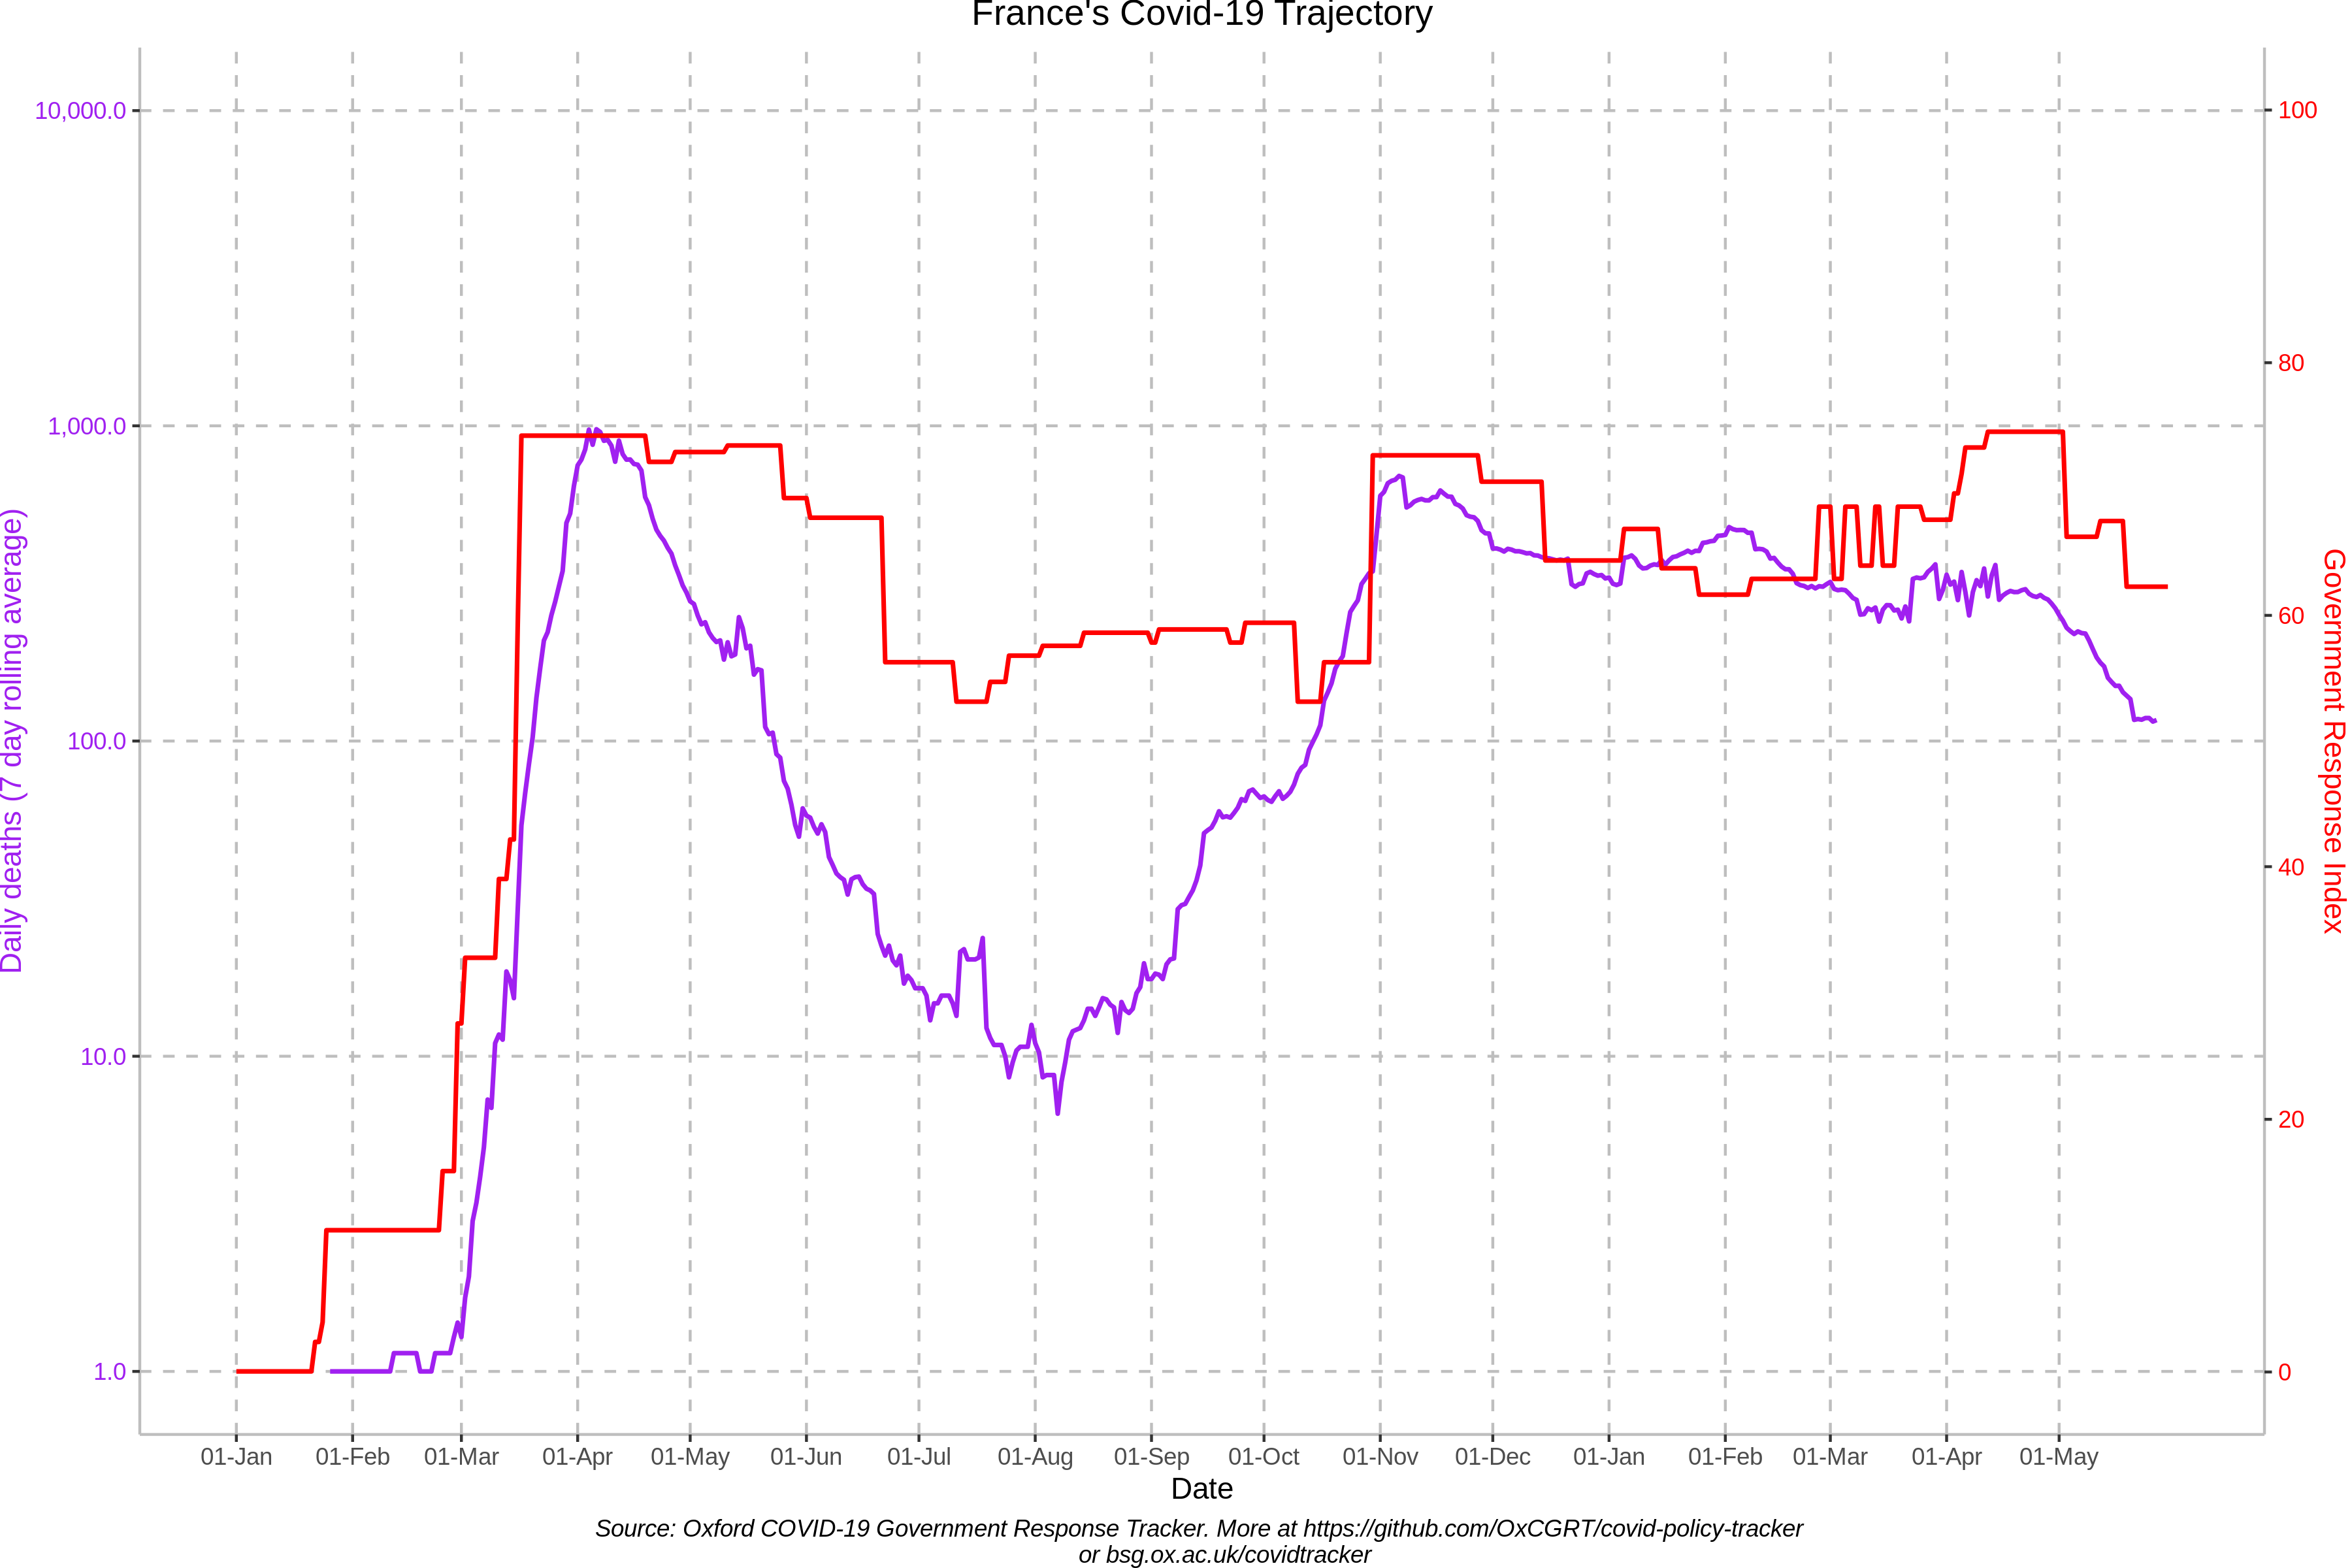 France's Covid-19 Trajectory
10,000.0
1,000.0
100.0
10.0
1.0
Daily deaths (7 day rolling average)
100
80
60
40
20
0
Government Response Index
01-Jan 01-Feb 01-Mar 01-Apr 01-May 01-Jun 01-Jul 01-Aug 01-Sep 01-Oct 01-Nov 01-Dec 01-Jan 01-Feb 01-Mar 01-Apr 01-May
Date
Source: Oxford COVID-19 Government Response Tracker. More at https://github.com/OxCGRT/covid-policy-tracker
or bsg.ox.ac.uk/covidtracker